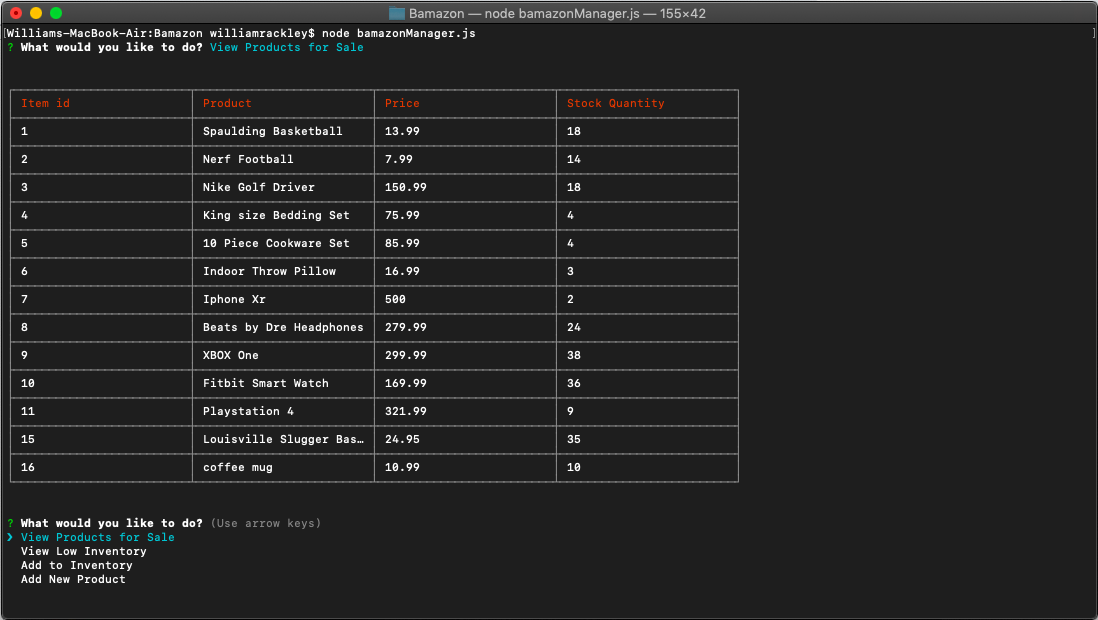 Bamazon — node bamazonManager.js — 155×42
[Williams-MacBook-Air:Bamazon williamrackley$ node bamazonManager.js ]
? What would you like to do? View Products for Sale
Item id Product Price Stock Quantity
1 Spaulding Basketball 13.99 18
2 Nerf Football 7.99 14
3 Nike Golf Driver 150.99 18
4 King size Bedding Set 75.99 4
5 10 Piece Cookware Set 85.99 4
6 Indoor Throw Pillow 16.99 3
7 Iphone Xr 500 2
8 Beats by Dre Headphones 279.99 24
9 XBOX One 299.99 38
10 Fitbit Smart Watch 169.99 36
11 Playstation 4 321.99 9
15 Louisville Slugger Bas… 24.95 35
16 coffee mug 10.99 10
? What would you like to do? (Use arrow keys)
❯ View Products for Sale
View Low Inventory
Add to Inventory
Add New Product